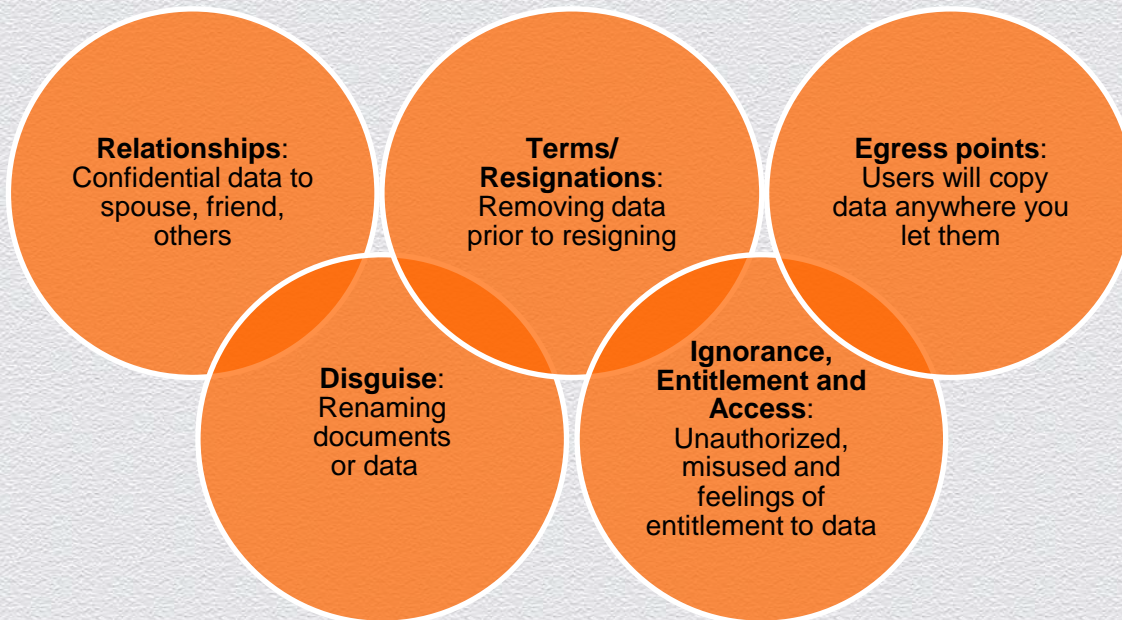 Relationships:
Confidential data to
spouse, friend,
others
Terms/
Resignations:
Removing data
prior to resigning
Egress points:
Users will copy
data anywhere you
let them
Disguise:
Renaming
documents
or data
Ignorance,
Entitlement and
Access:
Unauthorized,
misused and
feelings of
entitlement to data